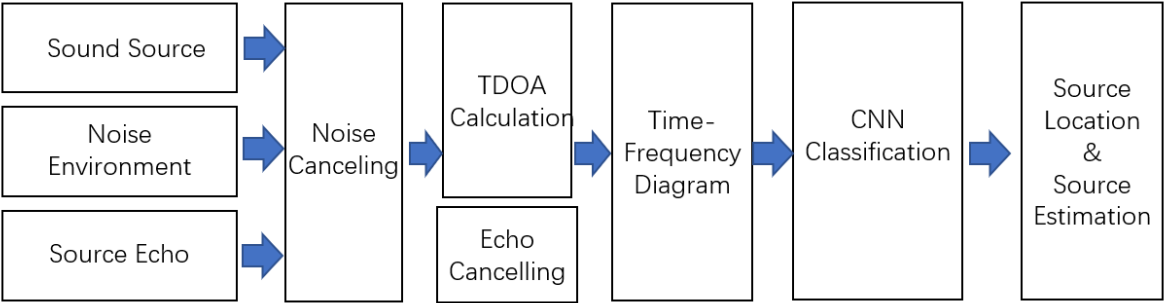 Sound Source
Noise
Environment
Source Echo
Noise
Canceling
TDOA
Calculation
Echo
Cancelling
Time-
Frequency
Diagram
CNN
Classification
Source
Location
&
Source
Estimation